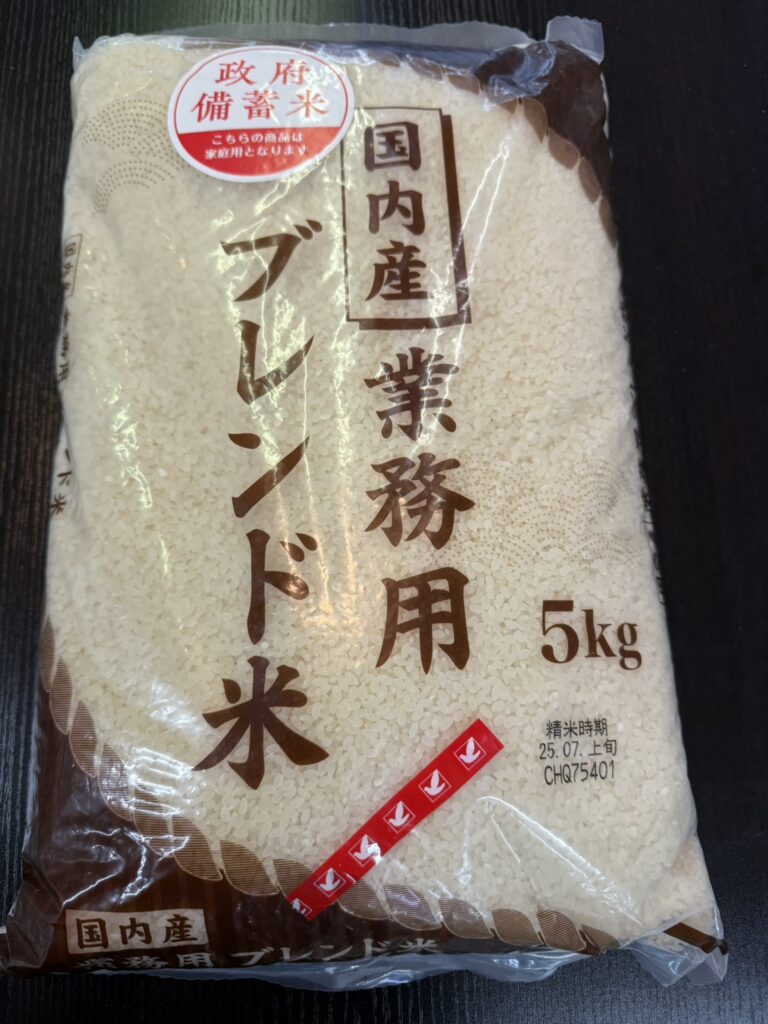 政府
備蓄米
こちらの商品は
家庭用となります
国内産
業務用
ブレンド米
5kg
精米時期
25.07.上旬
CHQ75401
国内産
業務用 ブレンド米